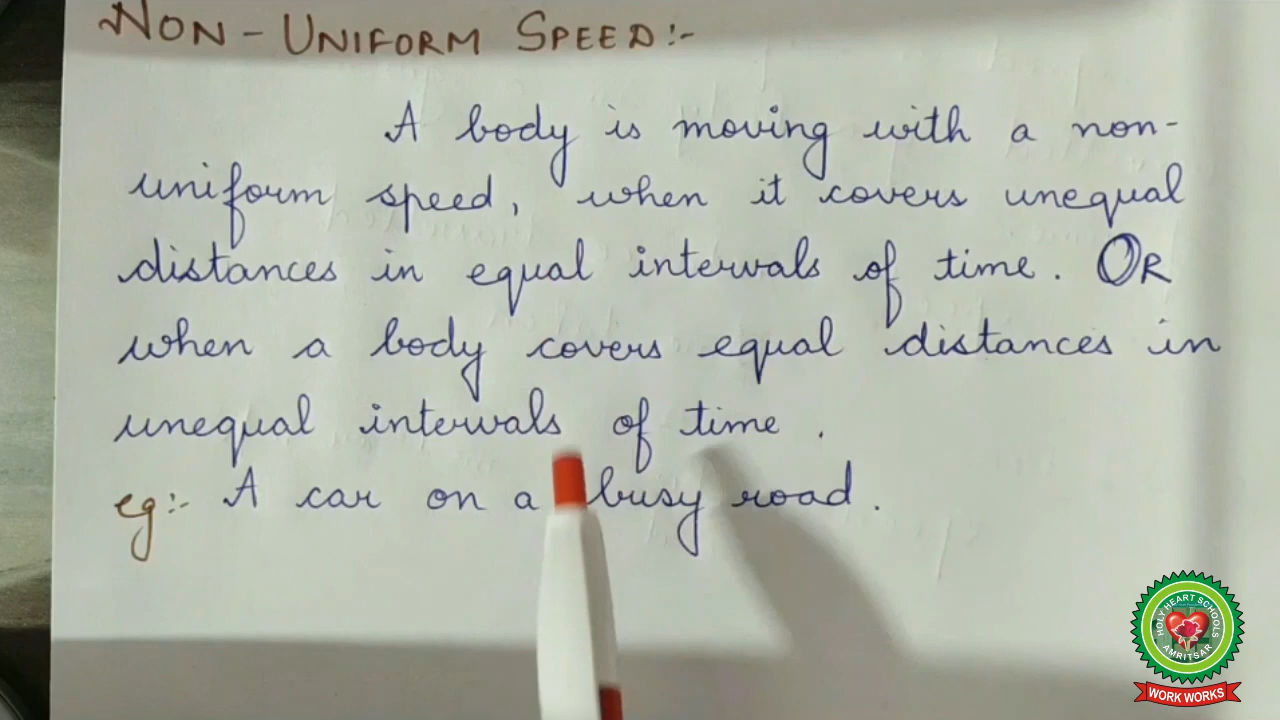 NON-UNIFORM SPEED:-
A body is moving with a non-
uniform speed, when it covers unequal
distances in equal intervals of time. OR
when a body covers equal distances in
unequal intervals of time.
eg:- A car on a busy road.
HOLY HEART SCHOOLS
AMRITSAR
WORK WORKS